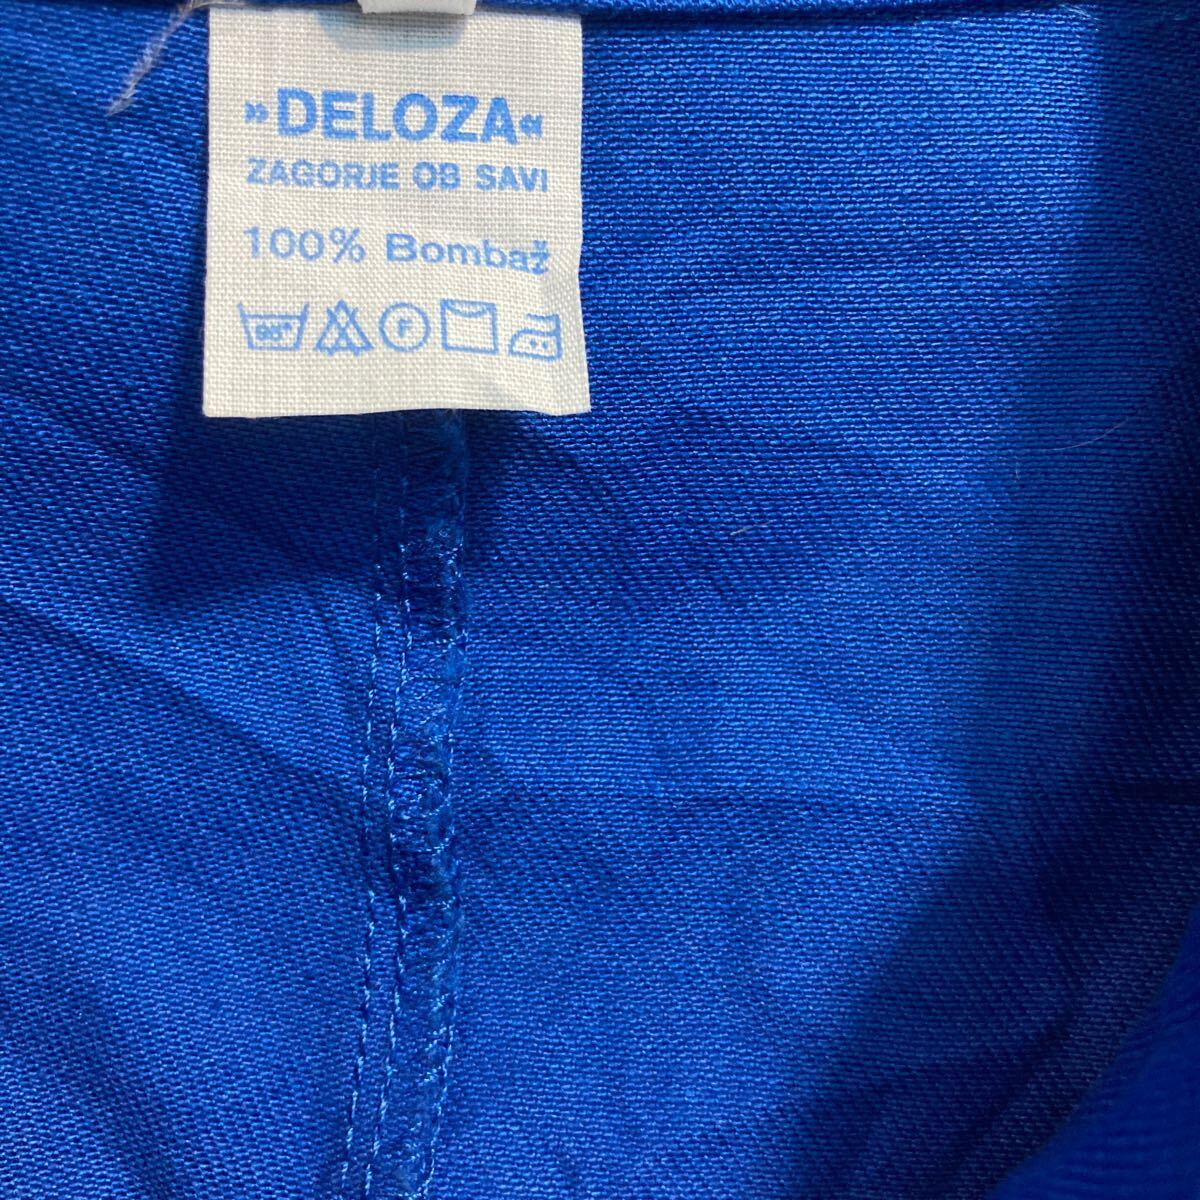 »DELOZA«
ZAGORJE OB SAVI
100% Bombaž
F